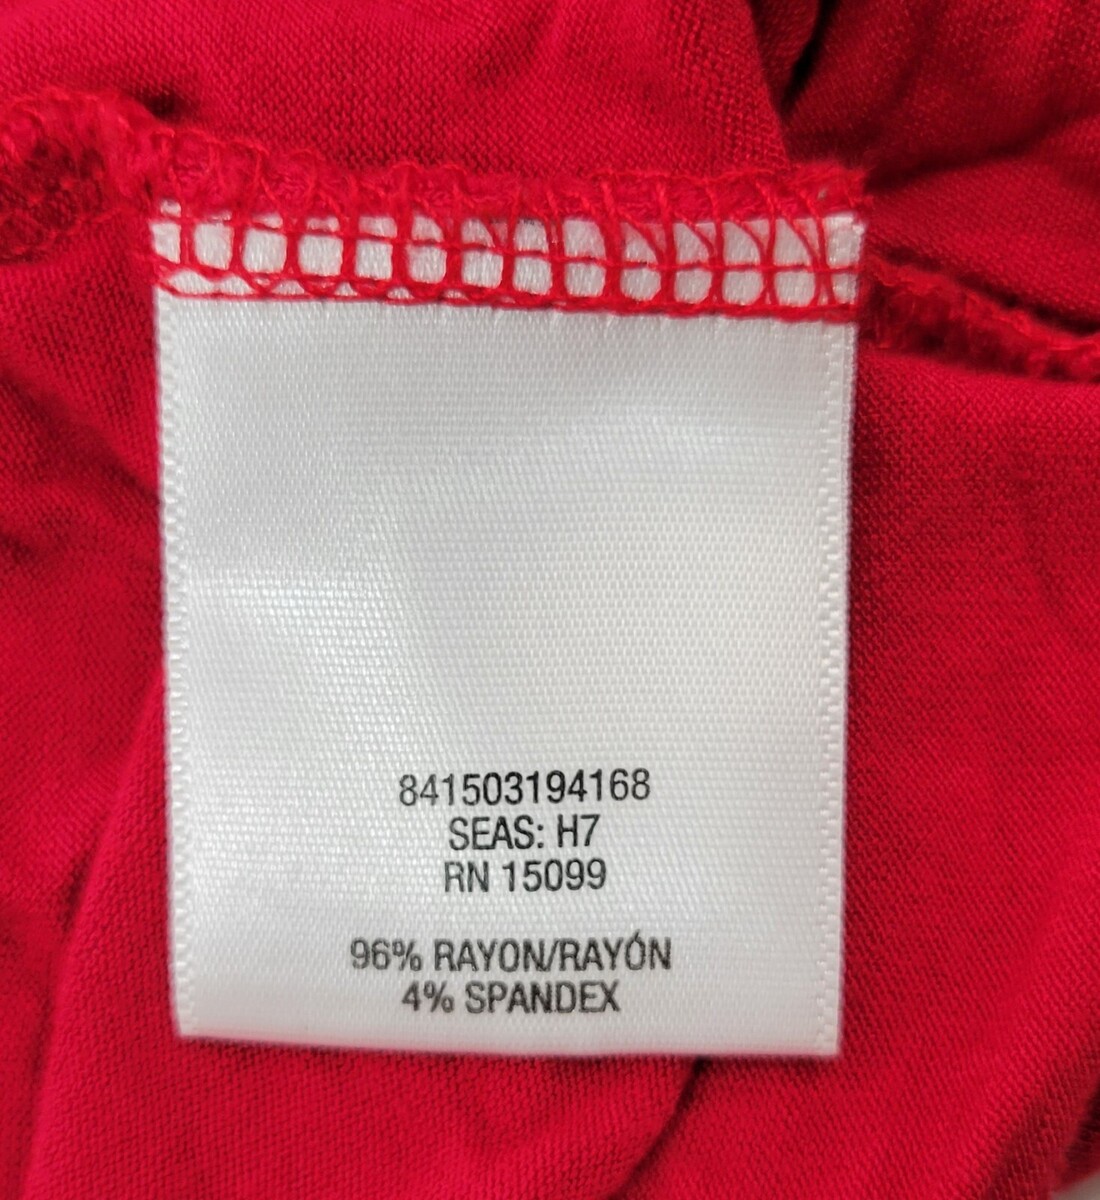 841503194168
SEAS: H7
RN 15099
96% RAYON/RAYÓN
4% SPANDEX